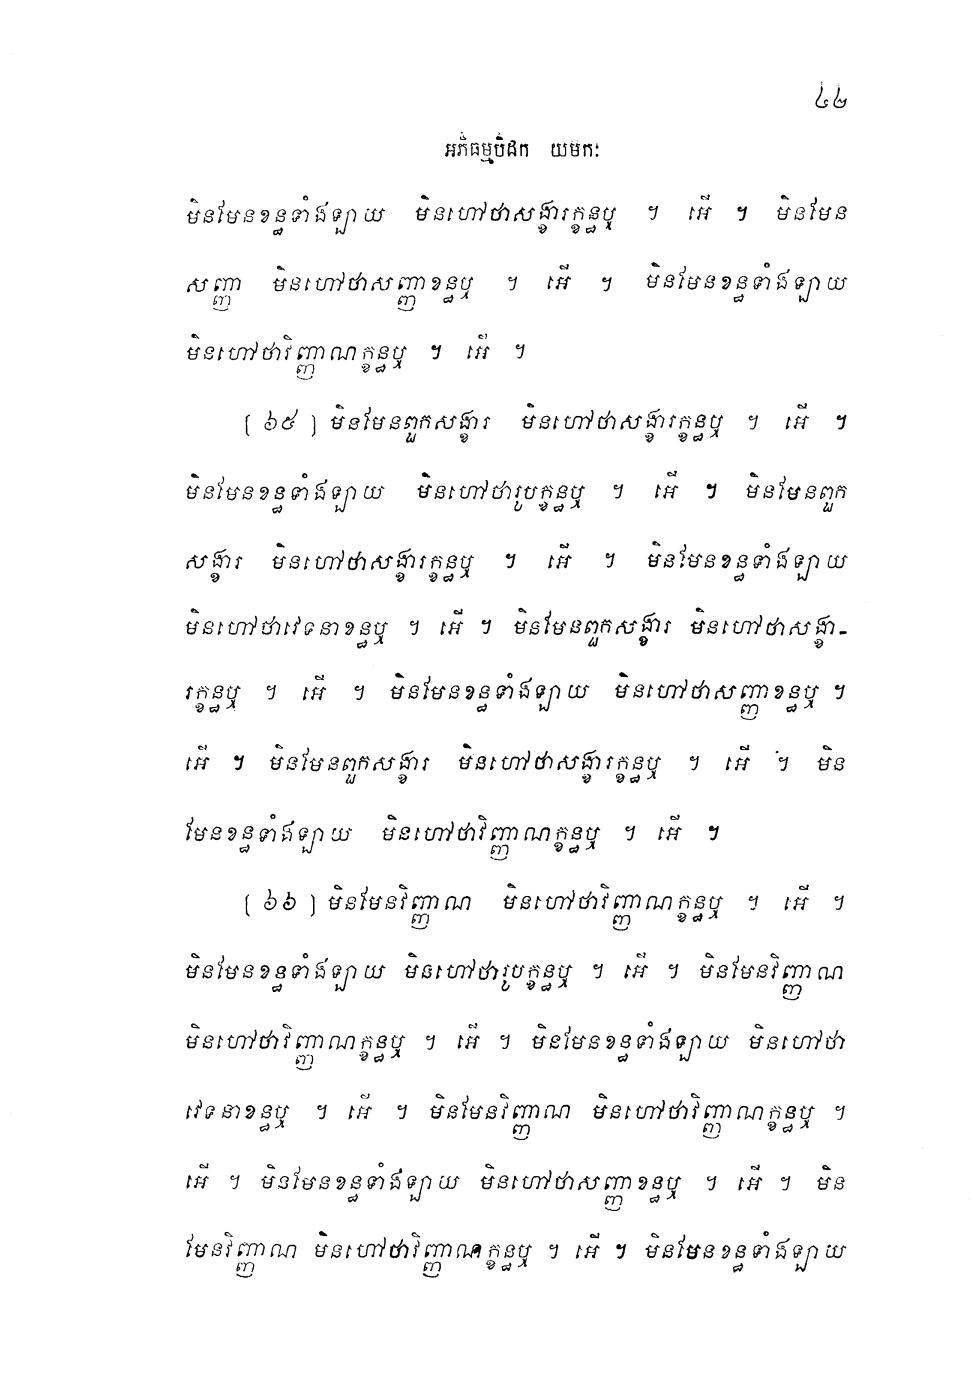 ៤២
អភិធម្មបិដក យមកៈ
មិនមែនខន្ធទាំងឡាយ មិនហៅថាសង្ខារក្ខន្ធឬ ។ អើ ។ មិនមែន
សញ្ញា មិនហៅថាសញ្ញាខន្ធឬ ។ អើ ។ មិនមែនខន្ធទាំងឡាយ
មិនហៅថាវិញ្ញាណក្ខន្ធឬ ។ អើ ។
[ ៦៥ ] មិនមែនពួកសង្ខារ មិនហៅថាសង្ខារក្ខន្ធឬ ។ អើ ។
មិនមែនខន្ធទាំងឡាយ មិនហៅថារូបក្ខន្ធឬ ។ អើ ។ មិនមែនពួក
សង្ខារ មិនហៅថាសង្ខារក្ខន្ធឬ ។ អើ ។ មិនមែនខន្ធទាំងឡាយ
មិនហៅថាវេទនាខន្ធឬ ។ អើ ។ មិនមែនពួកសង្ខារ មិនហៅថាសង្ខា-
រក្ខន្ធឬ ។ អើ ។ មិនមែនខន្ធទាំងឡាយ មិនហៅថាសញ្ញាខន្ធឬ ។
អើ ។ មិនមែនពួកសង្ខារ មិនហៅថាសង្ខារក្ខន្ធឬ ។ អើ ។ មិន
មែនខន្ធទាំងឡាយ មិនហៅថាវិញ្ញាណក្ខន្ធឬ ។ អើ ។
[ ៦៦ ] មិនមែនវិញ្ញាណ មិនហៅថាវិញ្ញាណក្ខន្ធឬ ។ អើ ។
មិនមែនខន្ធទាំងឡាយ មិនហៅថារូបក្ខន្ធឬ ។ អើ ។ មិនមែនវិញ្ញាណ
មិនហៅថាវិញ្ញាណក្ខន្ធឬ ។ អើ ។ មិនមែនខន្ធទាំងឡាយ មិនហៅថា
វេទនាខន្ធឬ ។ អើ ។ មិនមែនវិញ្ញាណ មិនហៅថាវិញ្ញាណក្ខន្ធឬ ។
អើ ។ មិនមែនខន្ធទាំងឡាយ មិនហៅថាសញ្ញាខន្ធឬ ។ អើ ។ មិន
មែនវិញ្ញាណ មិនហៅថាវិញ្ញាណក្ខន្ធឬ ។ អើ ។ មិនមែនខន្ធទាំងឡាយ